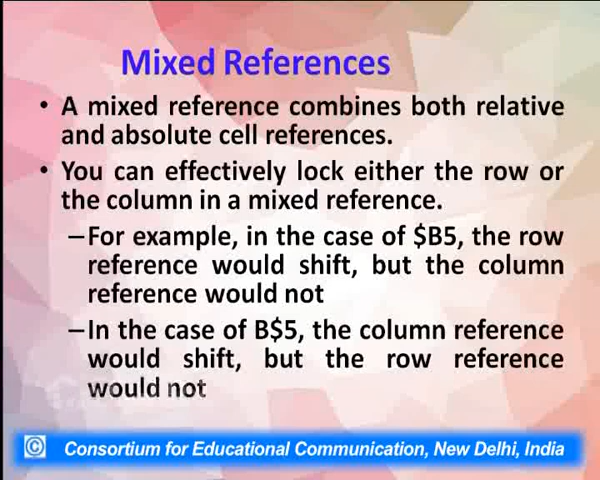 Mixed References
• A mixed reference combines both relative
and absolute cell references.
• You can effectively lock either the row or
the column in a mixed reference.
–For example, in the case of $B5, the row
reference would shift, but the column
reference would not
–In the case of B$5, the column reference
would shift, but the row reference
would not
© Consortium for Educational Communication, New Delhi, India